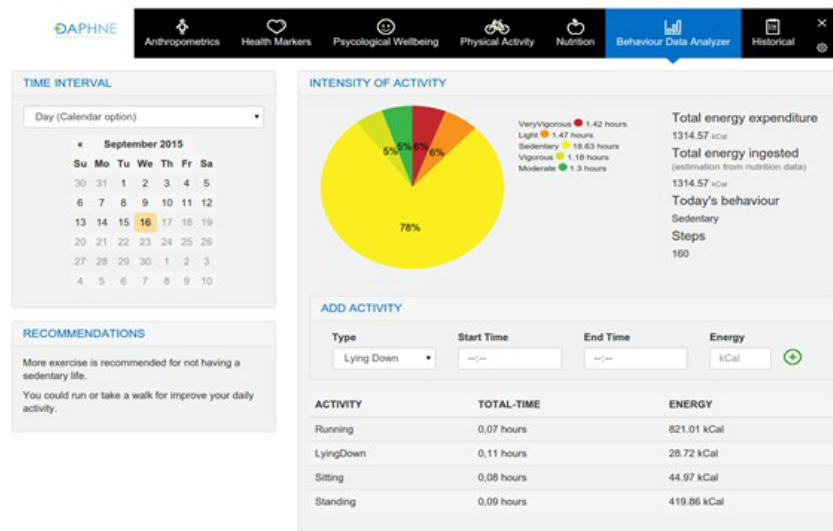 DAPHNE
Anthropometrics
Health Markers
Psycological Wellbeing
Physical Activity
Nutrition
Behaviour Data Analyzer
Historical
TIME INTERVAL
Day (Calendar option)
« September 2015
Su Mo Tu We Th Fr Sa
30 31 1 2 3 4 5
6 7 8 9 10 11 12
13 14 15 16 17 18 19
20 21 22 23 24 25 26
27 28 29 30 1 2 3
4 5 6 7 8 9 10
RECOMMENDATIONS
More exercise is recommended for not having a
sedentary life.
You could run or take a walk for improve your daily
activity.
INTENSITY OF ACTIVITY
5% 5% 6% 6%
78%
VeryVigorous 1.42 hours
Light 1.47 hours
Sedentary 18.63 hours
Vigorous 1.18 hours
Moderate 1.3 hours
Total energy expenditure
1314.57 kCal
Total energy ingested
(estimation from nutrition data)
1314.57 kCal
Today's behaviour
Sedentary
Steps
160
ADD ACTIVITY
Type Start Time End Time Energy
Lying Down --:-- --:-- kCal
ACTIVITY TOTAL-TIME ENERGY
Running 0,07 hours 821.01 kCal
LyingDown 0,11 hours 28.72 kCal
Sitting 0,08 hours 44.97 kCal
Standing 0,09 hours 419.86 kCal